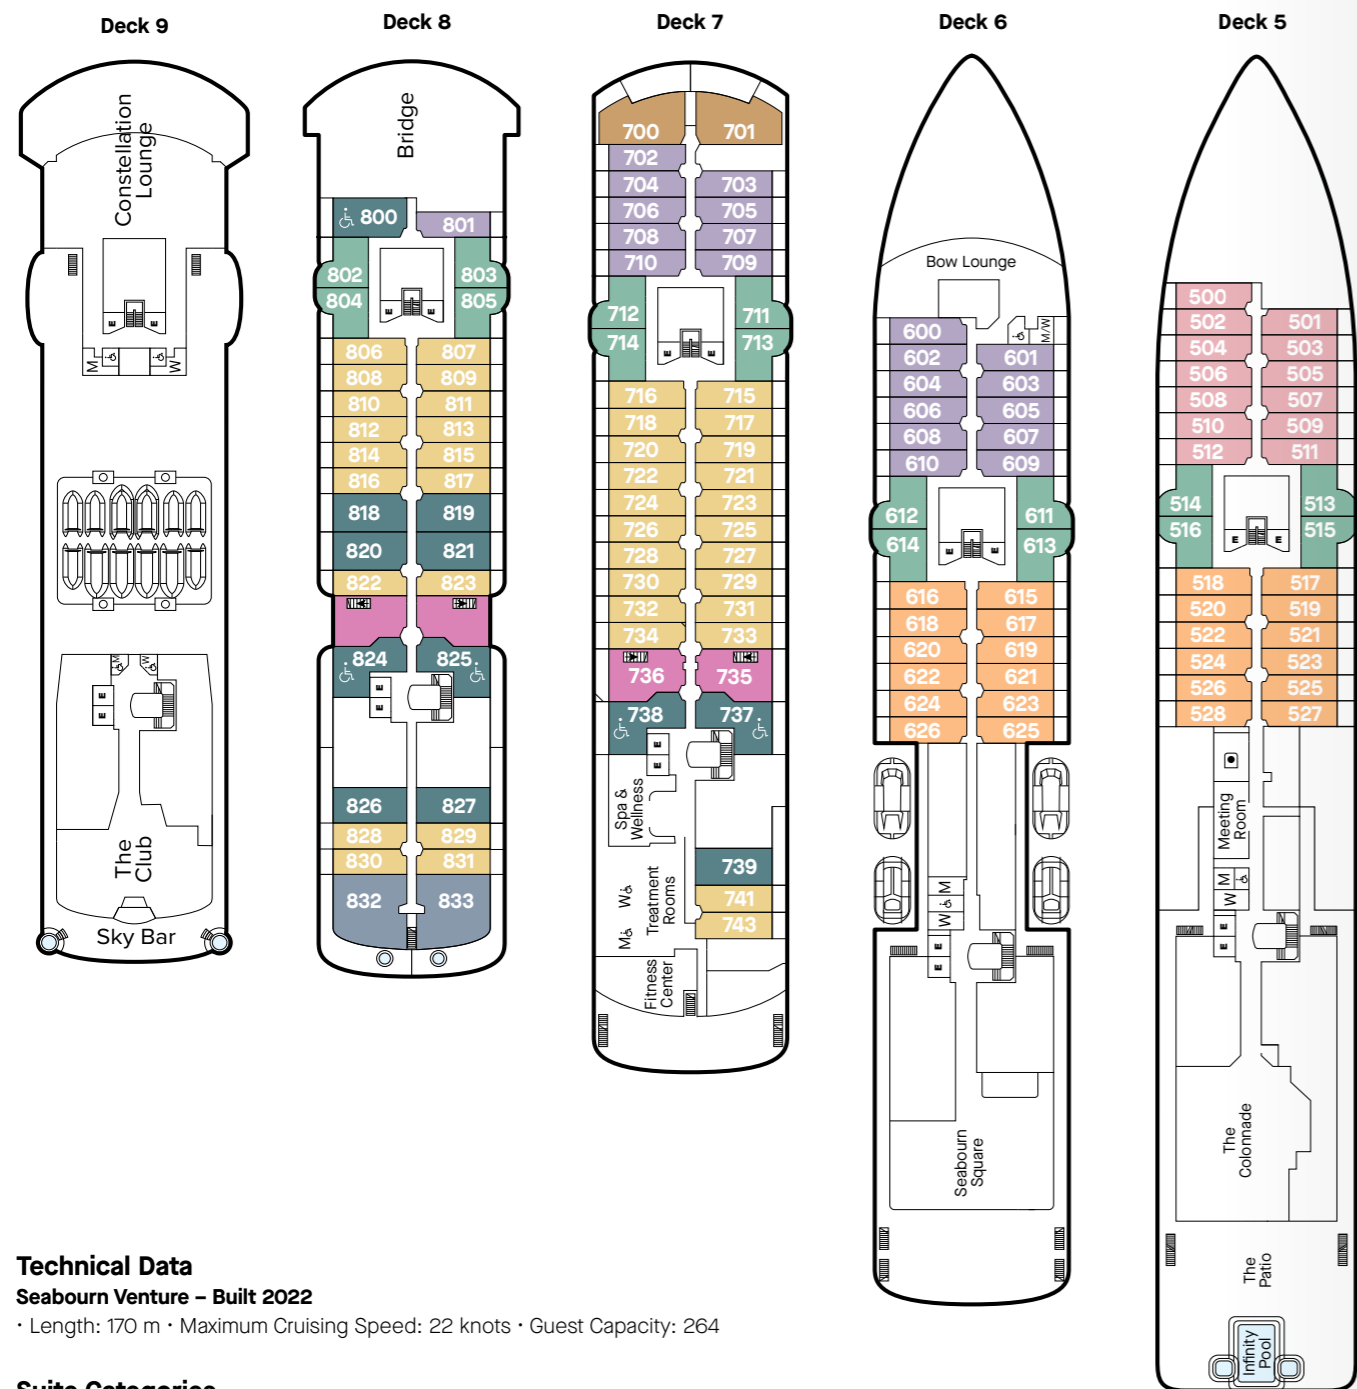 Deck 9
Deck 8
Deck 7
Deck 6
Deck 5
Constellation
Lounge
E E
M W
M W
E
E
The
Club
Sky Bar
Bridge
800 801
802 803
804 805
E E
806 807
808 809
810 811
812 813
814 815
816 817
818 819
820 821
822 823
824 825
E
E
826 827
828 829
830 831
832 833
700 701
702
704 703
706 705
708 707
710 709
712 711
714 713
E E
716 715
718 717
720 719
722 721
724 723
726 725
728 727
730 729
732 731
734 733
736 735
738 737
E
E
Spa &
Wellness
739
741
743
W
M
Treatment
Rooms
Fitness
Center
Bow Lounge
M/W
600
602 601
604 603
606 605
608 607
610 609
612 611
614 613
E E
616 615
618 617
620 619
622 621
624 623
626 625
M
W
E
E
Seabourn
Square
500
502 501
504 503
506 505
508 507
510 509
512 511
514 513
516 515
E E
518 517
520 519
522 521
524 523
526 525
528 527
Meeting
Room
M
W
E
E
The
Colonnade
The
Patio
Infinity
Pool
Technical Data
Seabourn Venture – Built 2022
· Length: 170 m · Maximum Cruising Speed: 22 knots · Guest Capacity: 264
Suite Categories